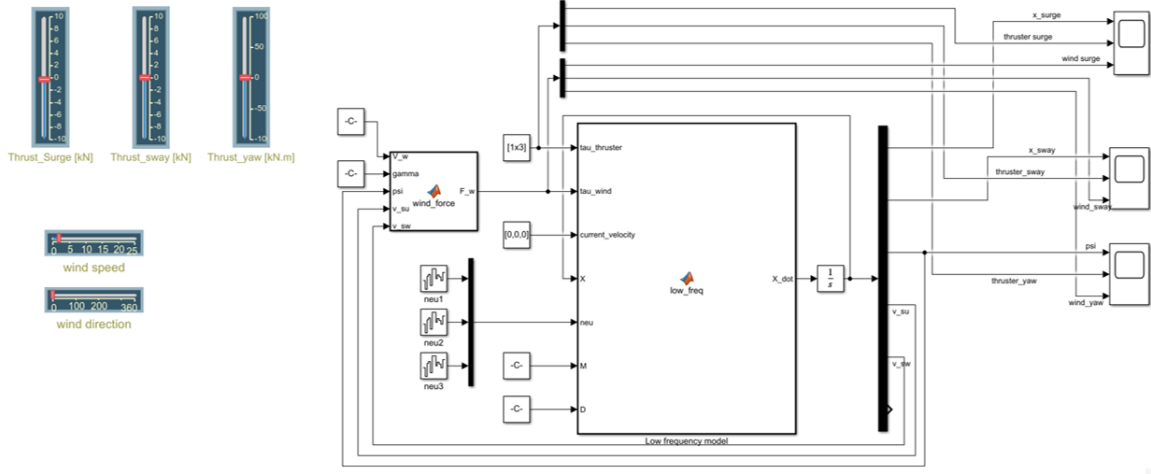 10
8
6
4
2
0
-2
-4
-6
-8
-10
Thrust_Surge [kN]
10
8
6
4
2
0
-2
-4
-6
-8
-10
Thrust_sway [kN]
100
50
0
-50
-100
Thrust_yaw [kN.m]
0 5 10 15 20 25
wind speed
0 100 200 360
wind direction
-C-
-C-
V_w
gamma
psi
v_su
v_sw
F_w
wind_force
neu1
neu2
neu3
[1x3]
[0,0,0]
-C-
-C-
tau_thruster
tau_wind
current_velocity
X
neu
M
D
low_freq
X_dot
Low frequency model
1
s
v_su
v_sw
x_surge
thruster surge
wind surge
x_sway
thruster_sway
wind_sway
psi
thruster_yaw
wind_yaw